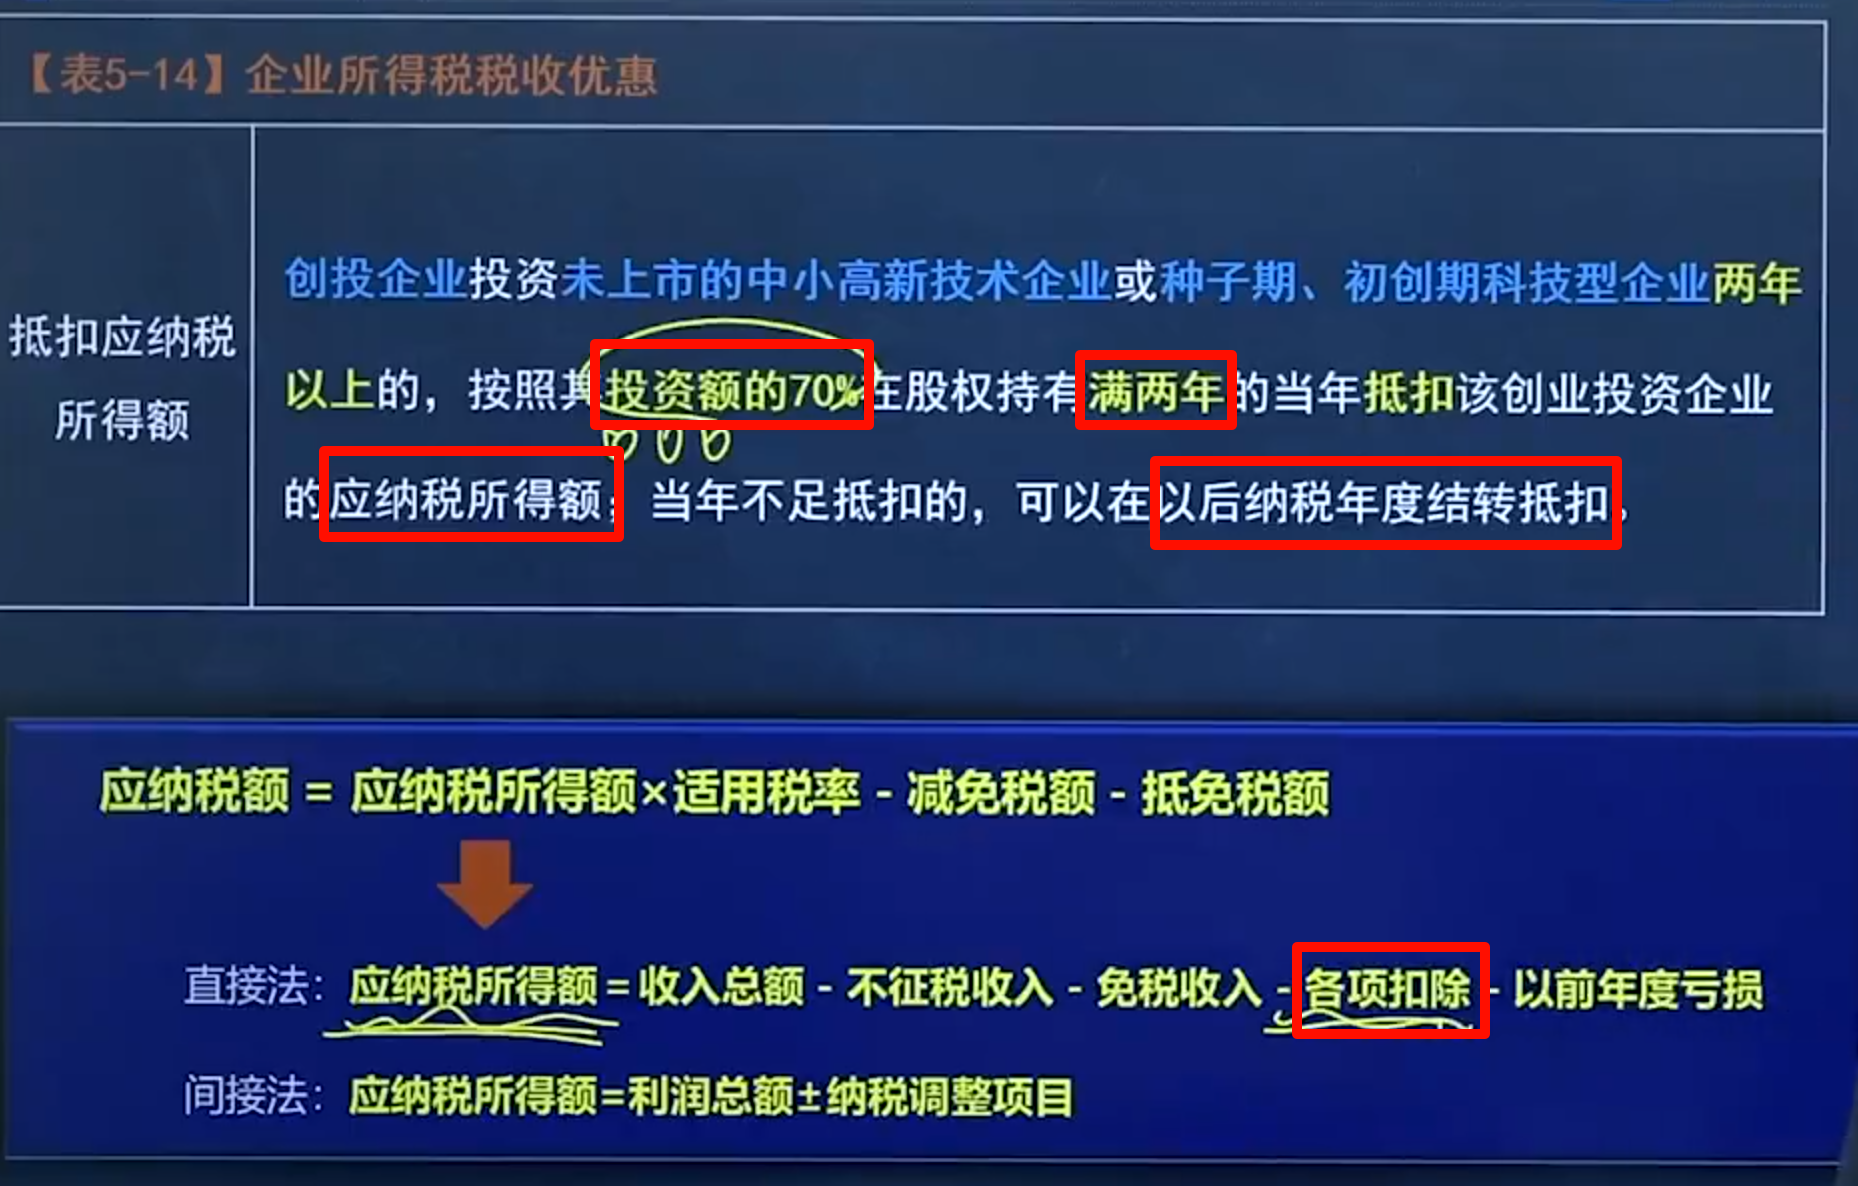 【表5-14】企业所得税税收优惠
抵扣应纳税
所得额
创投企业投资未上市的中小高新技术企业或种子期、初创期科技型企业两年
以上的，按照其投资额的70%在股权持有满两年的当年抵扣该创业投资企业
的应纳税所得额；当年不足抵扣的，可以在以后纳税年度结转抵扣。
应纳税额 = 应纳税所得额×适用税率 - 减免税额 - 抵免税额
直接法：应纳税所得额=收入总额 - 不征税收入 - 免税收入 - 各项扣除 - 以前年度亏损
间接法：应纳税所得额=利润总额±纳税调整项目